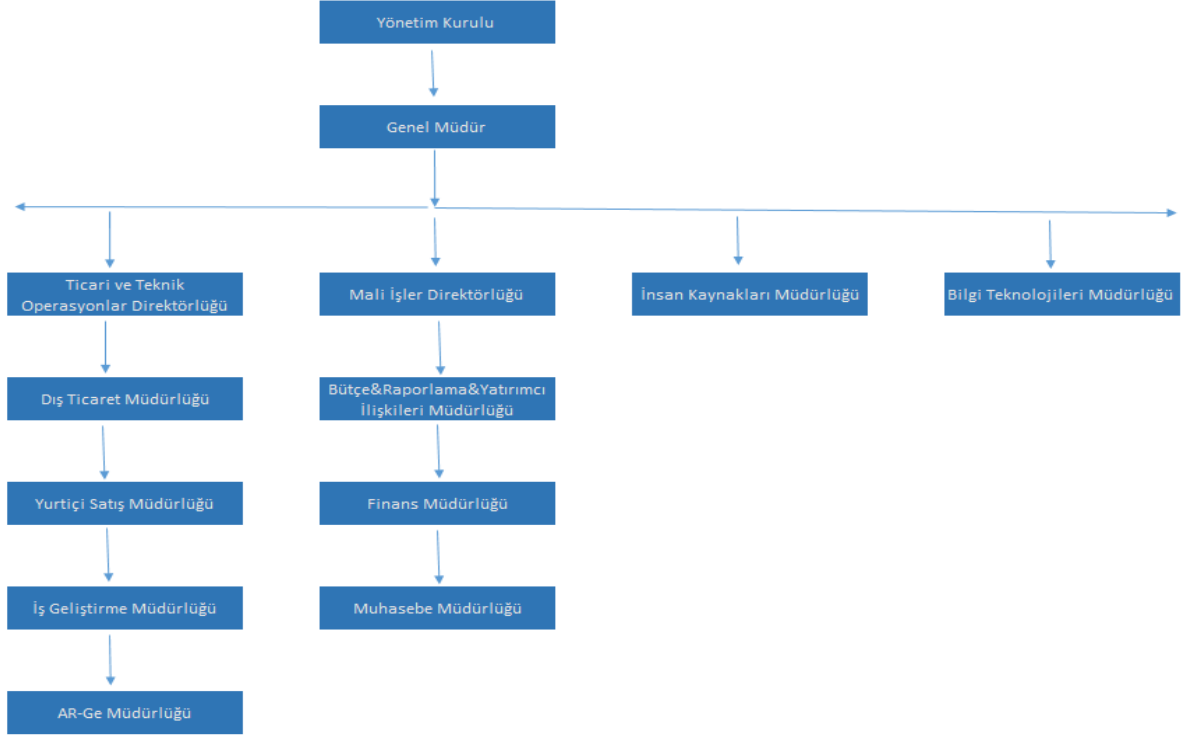 Yönetim Kurulu
Genel Müdür
Ticari ve Teknik
Operasyonlar Direktörlüğü
Mali İşler Direktörlüğü
İnsan Kaynakları Müdürlüğü
Bilgi Teknolojileri Müdürlüğü
Dış Ticaret Müdürlüğü
Bütçe&Raporlama&Yatırımcı
İlişkileri Müdürlüğü
Yurtiçi Satış Müdürlüğü
Finans Müdürlüğü
İş Geliştirme Müdürlüğü
Muhasebe Müdürlüğü
AR-Ge Müdürlüğü